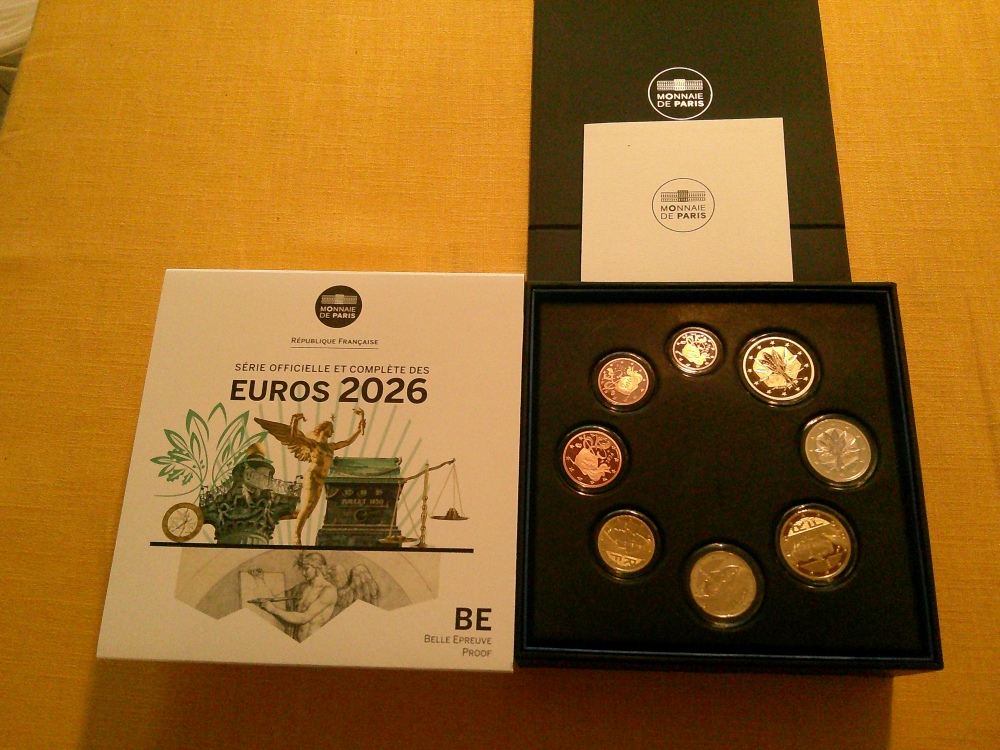 MONNAIE
DE PARIS
MONNAIE
DE PARIS
MONNAIE
DE PARIS
RÉPUBLIQUE FRANÇAISE
SÉRIE OFFICIELLE ET COMPLÈTE DES
EUROS 2026
JUILLET 1830
BE
BELLE EPREUVE
PROOF